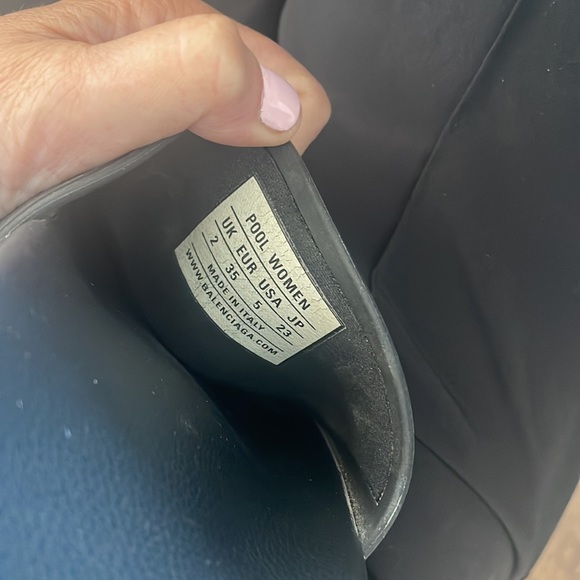 POOL WOMEN
UK EUR USA JP
2 35 5 23
MADE IN ITALY
WWW.BALENCIAGA.COM